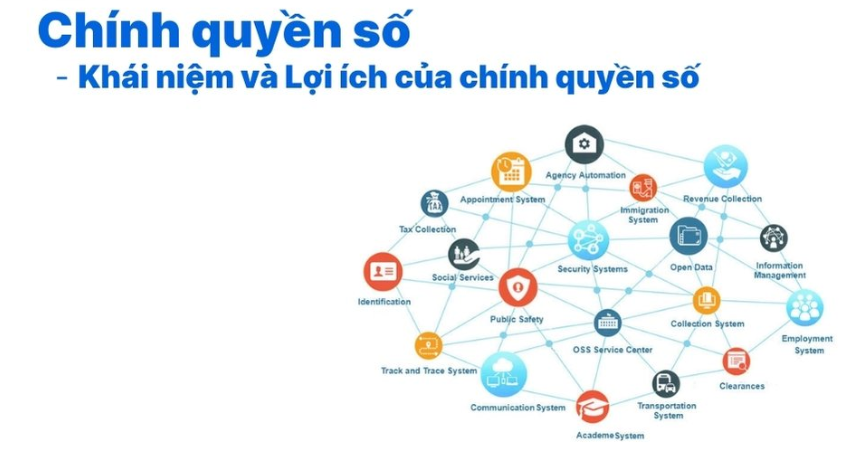 Chính quyền số
- Khái niệm và Lợi ích của chính quyền số
Agency Automation
Appointment System
Revenue Collection
Immigration
System
Tax Collection
Social Services
Security Systems
Open Data
Information
Management
Identification
Public Safety
Collection System
Employment
System
OSS Service Center
Track and Trace System
Clearances
Communication System
Transportation
System
Academe System